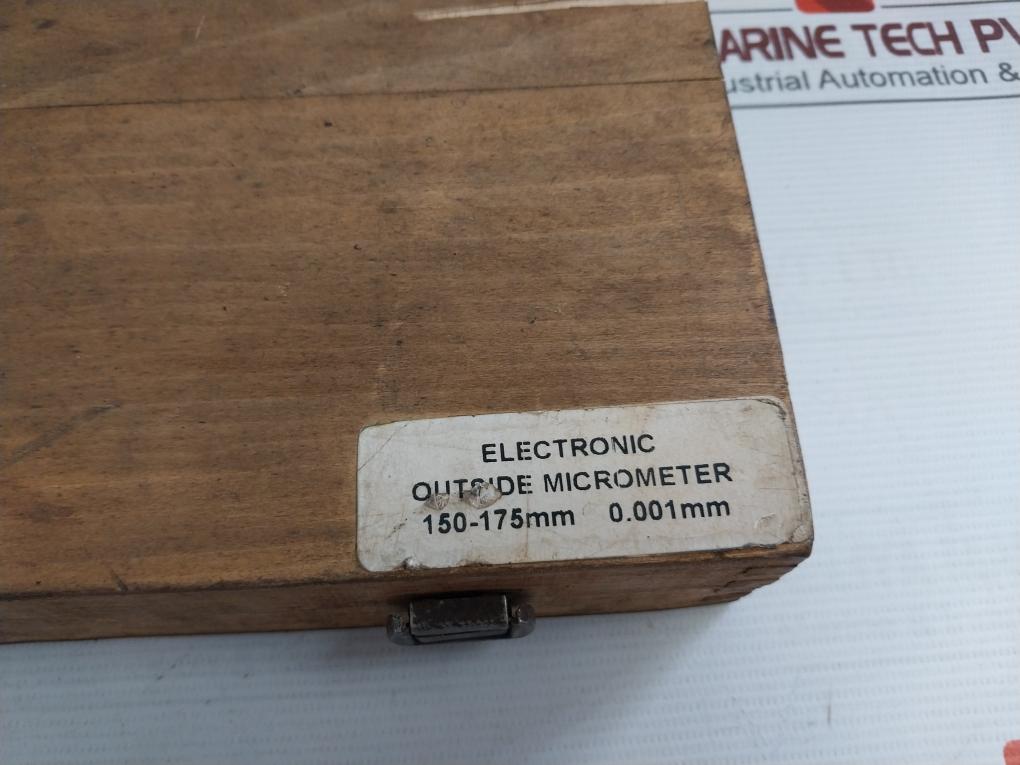 ARINE TECH PV
ustrial Automation &
ELECTRONIC
OUTSIDE MICROMETER
150-175mm 0.001mm